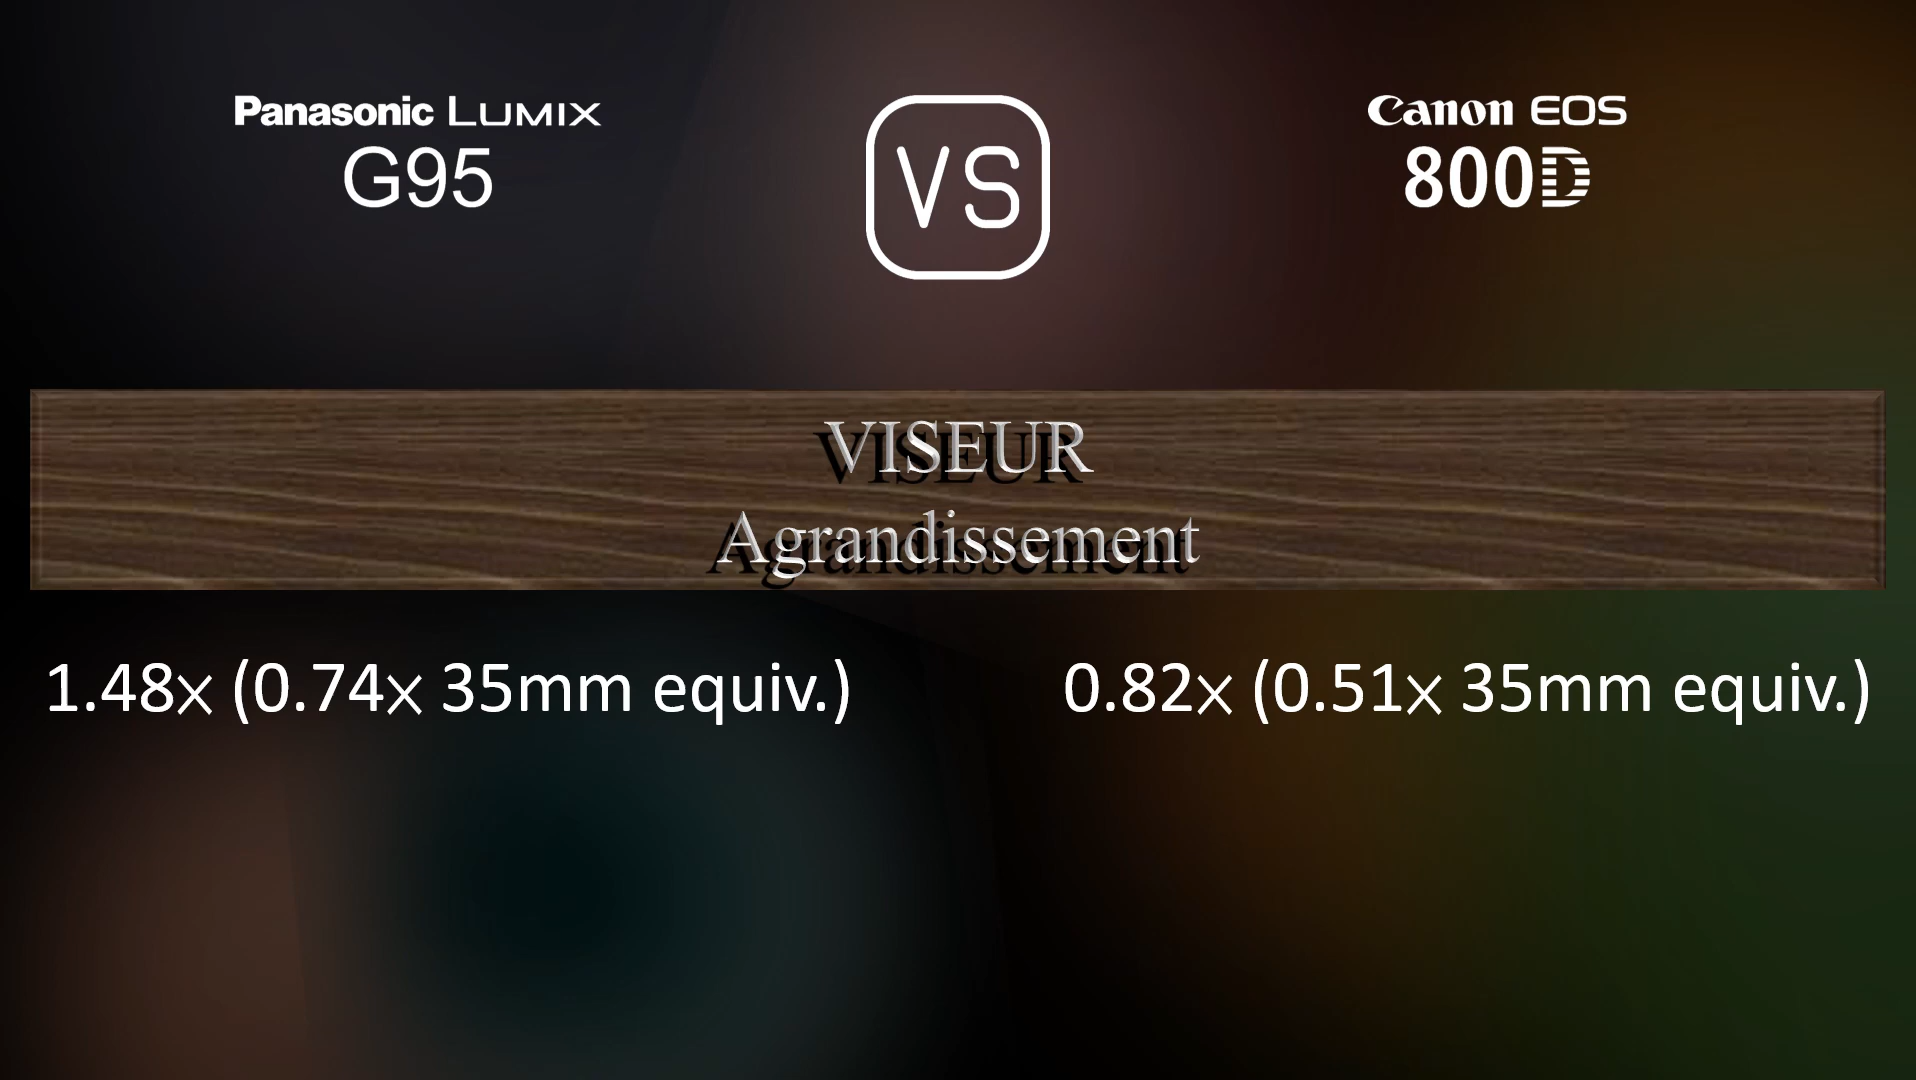 Panasonic LUMIX
G95
VS
Canon EOS
800D
VISEUR
Agrandissement
1.48x (0.74x 35mm equiv.)
0.82x (0.51x 35mm equiv.)